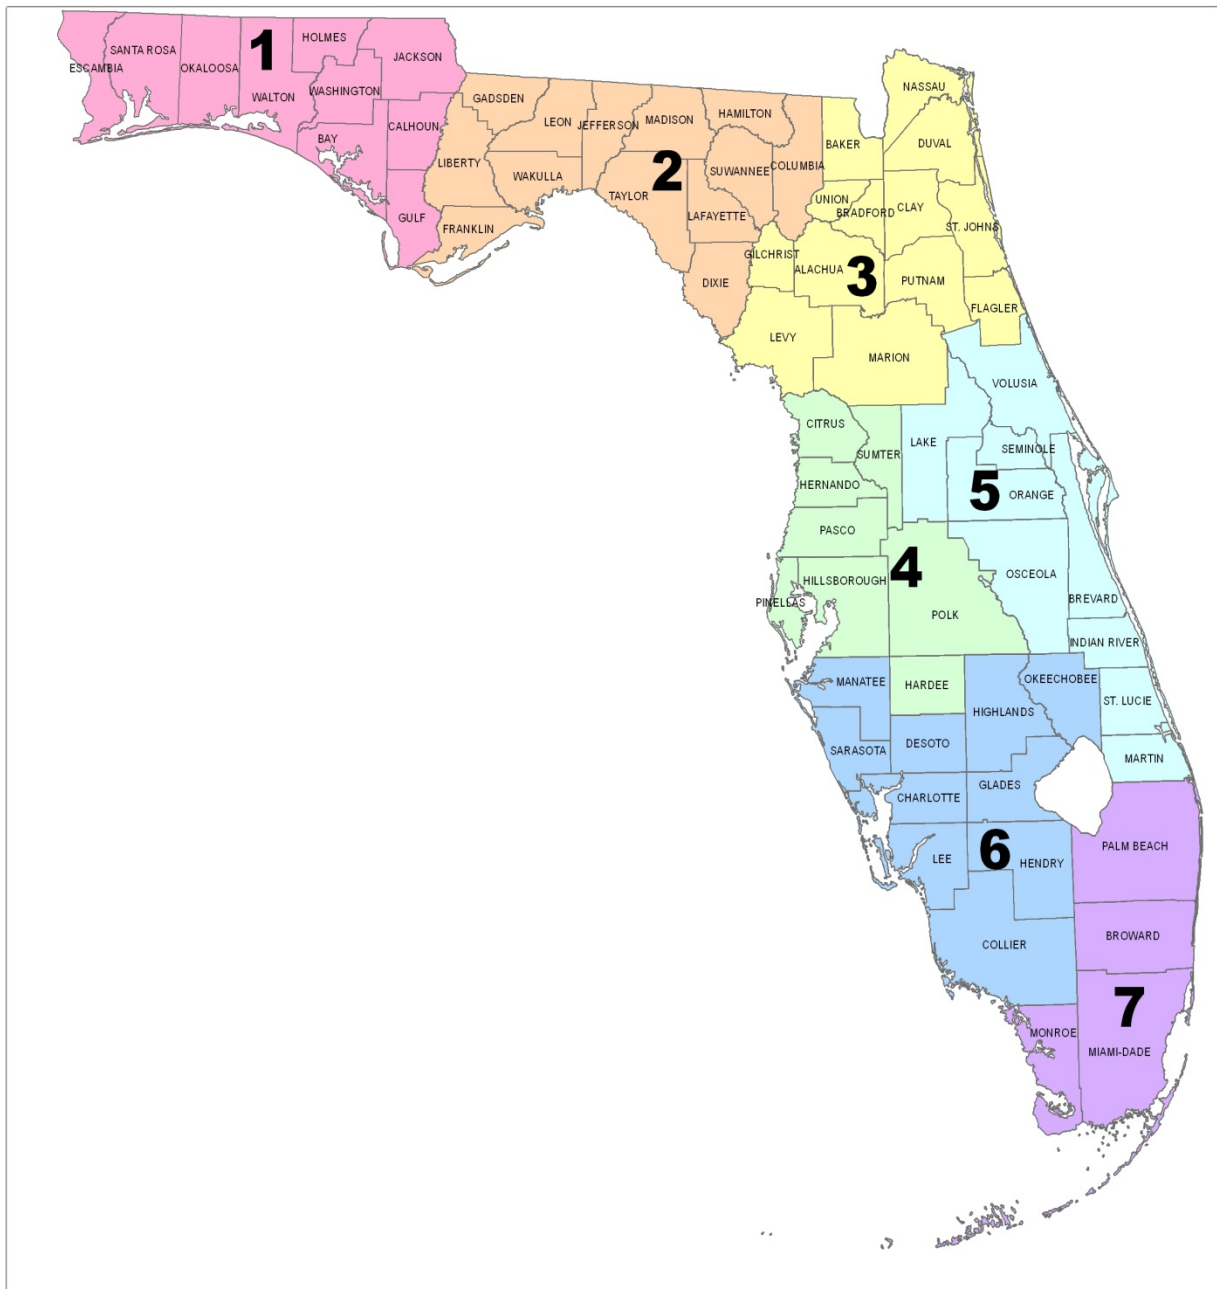 1
HOLMES
SANTA ROSA
JACKSON
ESCAMBIA
OKALOOSA
WALTON
WASHINGTON
BAY
CALHOUN
GULF
GADSDEN
LEON
JEFFERSON
MADISON
HAMILTON
LIBERTY
WAKULLA
TAYLOR
2
SUWANNEE
COLUMBIA
LAFAYETTE
FRANKLIN
DIXIE
NASSAU
BAKER
DUVAL
UNION
BRADFORD
CLAY
ST. JOHNS
GILCHRIST
ALACHUA
3
PUTNAM
FLAGLER
LEVY
MARION
VOLUSIA
CITRUS
SUMTER
LAKE
SEMINOLE
HERNANDO
5
ORANGE
PASCO
4
HILLSBOROUGH
OSCEOLA
PINELLAS
POLK
BREVARD
INDIAN RIVER
MANATEE
HARDEE
OKEECHOBEE
HIGHLANDS
ST. LUCIE
SARASOTA
DESOTO
MARTIN
CHARLOTTE
GLADES
6
LEE
HENDRY
PALM BEACH
COLLIER
BROWARD
7
MONROE
MIAMI-DADE